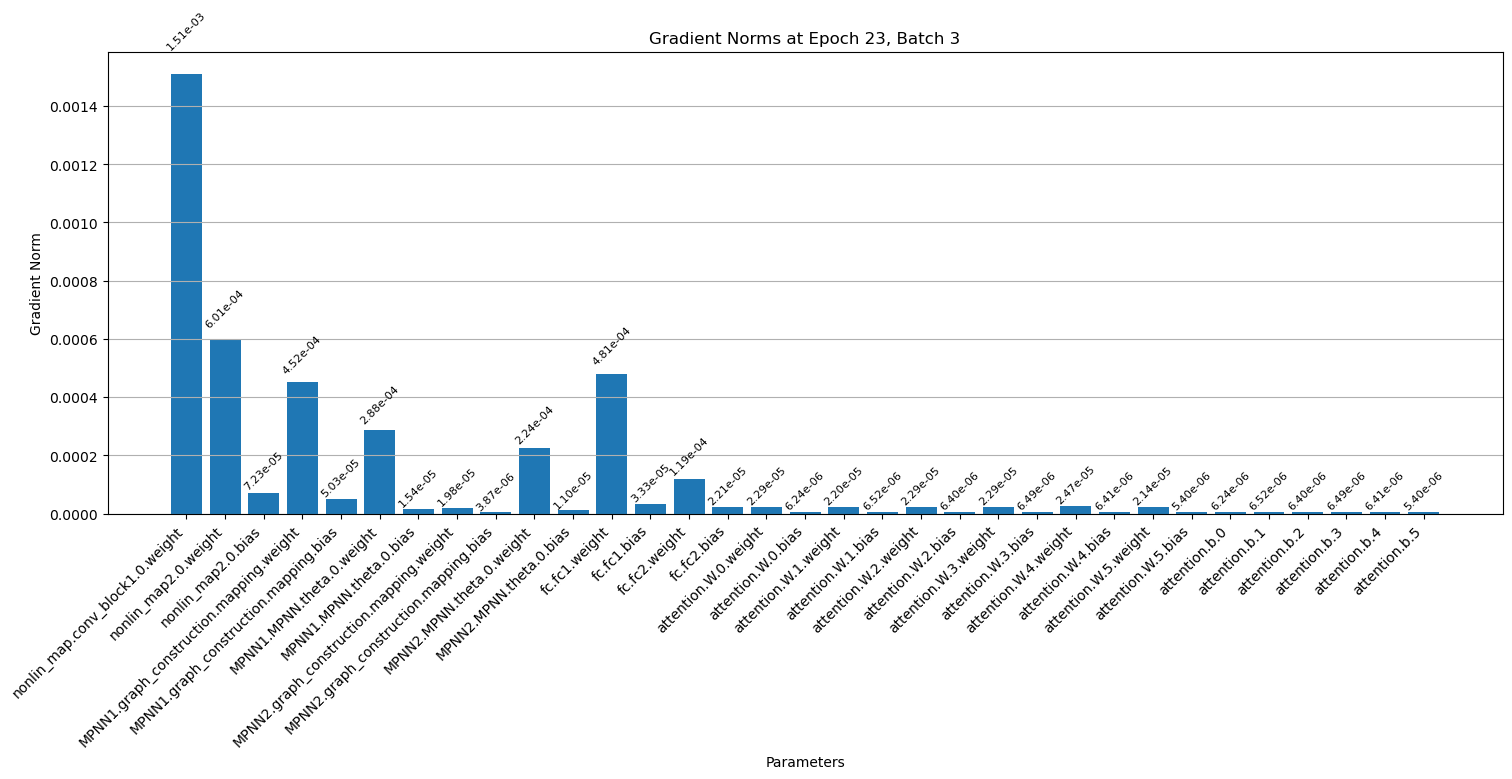 Gradient Norms at Epoch 23, Batch 3
Gradient Norm
0.0014
0.0012
0.0010
0.0008
0.0006
0.0004
0.0002
0.0000
1.51e-03
6.01e-04
7.23e-05
4.52e-04
5.03e-05
2.88e-04
1.54e-05
1.98e-05
3.87e-06
2.24e-04
1.10e-05
4.81e-04
3.33e-05
1.19e-04
2.21e-05
2.29e-05
6.24e-06
2.20e-05
6.52e-06
2.29e-05
6.40e-06
2.29e-05
6.49e-06
2.47e-05
6.41e-06
2.14e-05
5.40e-06
6.24e-06
6.52e-06
6.40e-06
6.49e-06
6.41e-06
5.40e-06
nonlin_map.conv_block1.0.weight
nonlin_map2.0.weight
nonlin_map2.0.bias
MPNN1.graph_construction.mapping.weight
MPNN1.graph_construction.mapping.bias
MPNN1.MPNN.theta.0.weight
MPNN1.MPNN.theta.0.bias
MPNN2.graph_construction.mapping.weight
MPNN2.graph_construction.mapping.bias
MPNN2.MPNN.theta.0.weight
MPNN2.MPNN.theta.0.bias
fc.fc1.weight
fc.fc1.bias
fc.fc2.weight
fc.fc2.bias
attention.W.0.weight
attention.W.0.bias
attention.W.1.weight
attention.W.1.bias
attention.W.2.weight
attention.W.2.bias
attention.W.3.weight
attention.W.3.bias
attention.W.4.weight
attention.W.4.bias
attention.W.5.weight
attention.W.5.bias
attention.b.0
attention.b.1
attention.b.2
attention.b.3
attention.b.4
attention.b.5
Parameters